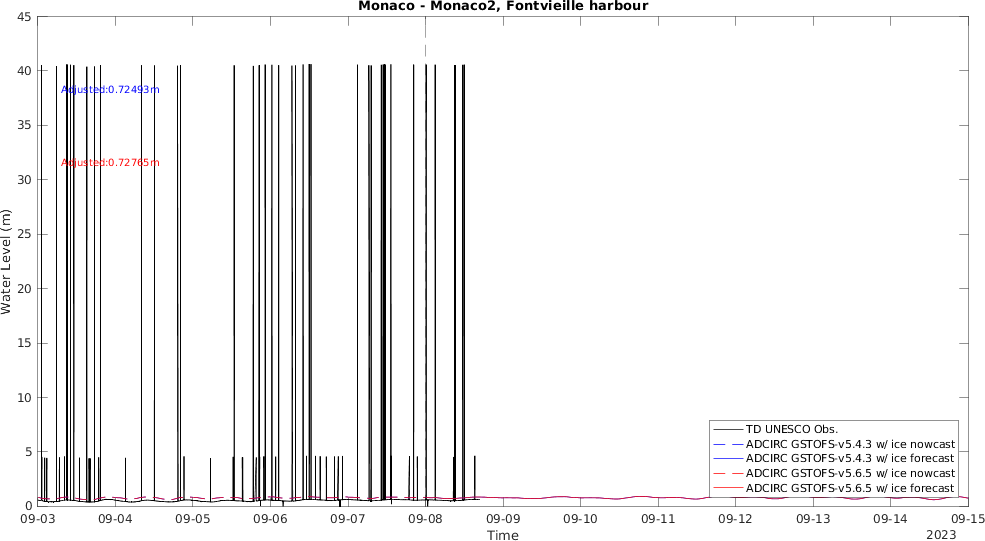 Monaco - Monaco2, Fontvieille harbour
45
40
35
30
25
20
15
10
5
0
Water Level (m)
Adjusted:0.72493m
Adjusted:0.72765m
TD UNESCO Obs.
ADCIRC GSTOFS-v5.4.3 w/ ice nowcast
ADCIRC GSTOFS-v5.4.3 w/ ice forecast
ADCIRC GSTOFS-v5.6.5 w/ ice nowcast
ADCIRC GSTOFS-v5.6.5 w/ ice forecast
09-03 09-04 09-05 09-06 09-07 09-08 09-09 09-10 09-11 09-12 09-13 09-14 09-15
Time
2023